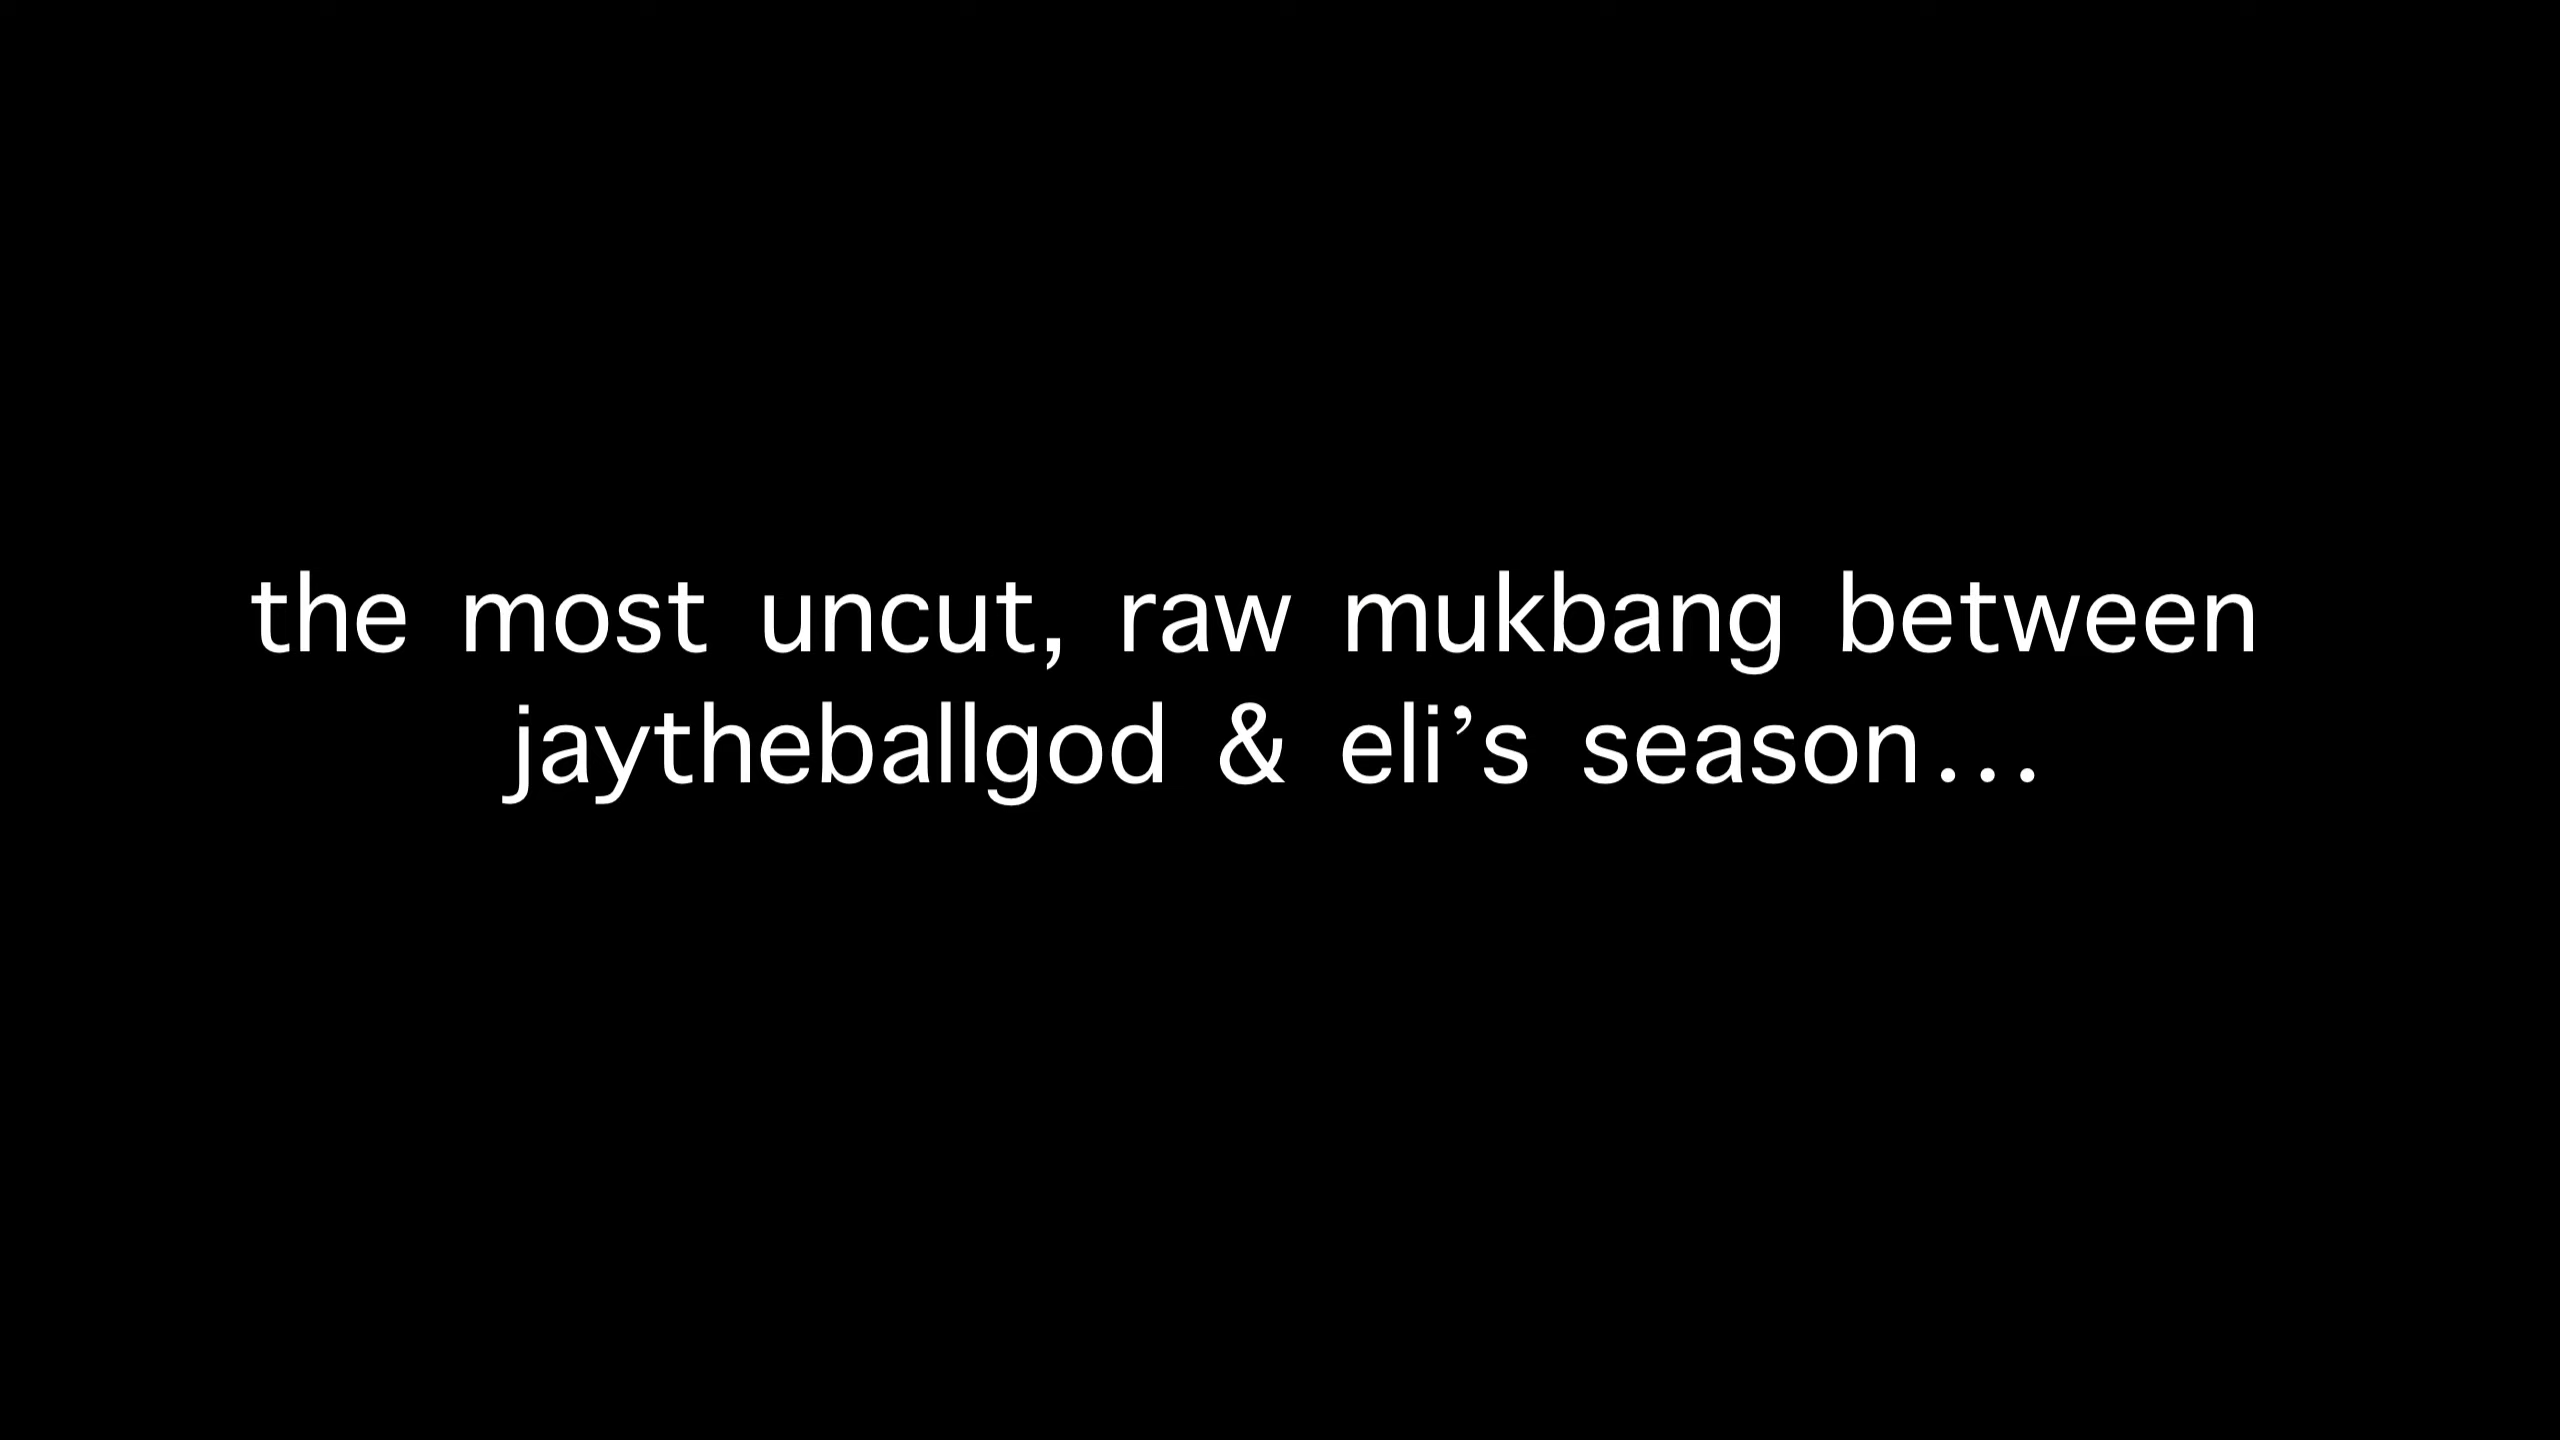 the most uncut, raw mukbang between
jaytheballgod & eli’s season...